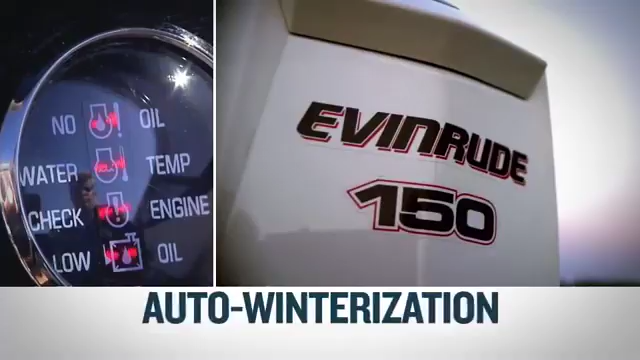 NO OIL
WATER TEMP
CHECK ENGINE
LOW OIL
EVINRUDE
150
AUTO-WINTERIZATION